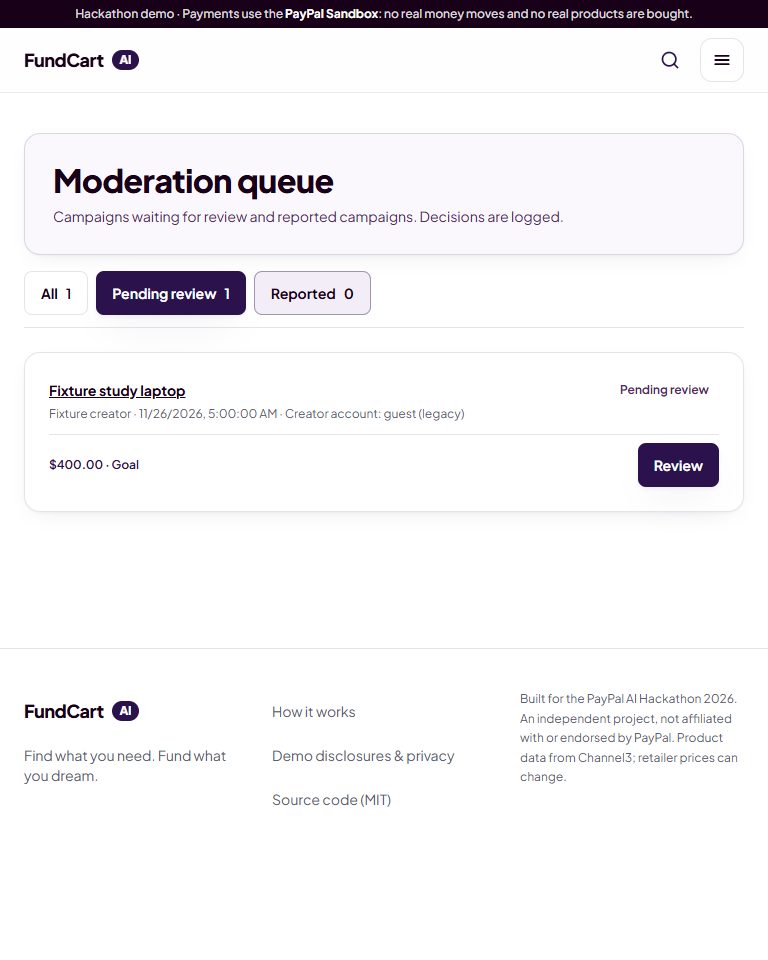 Hackathon demo · Payments use the PayPal Sandbox: no real money moves and no real products are bought.
FundCart AI
Moderation queue
Campaigns waiting for review and reported campaigns. Decisions are logged.
All 1
Pending review 1
Reported 0
Fixture study laptop
Pending review
Fixture creator · 11/26/2026, 5:00:00 AM · Creator account: guest (legacy)
$400.00 · Goal
Review
FundCart AI
Find what you need. Fund what
you dream.
How it works
Demo disclosures & privacy
Source code (MIT)
Built for the PayPal AI Hackathon 2026.
An independent project, not affiliated
with or endorsed by PayPal. Product
data from Channel3; retailer prices can
change.